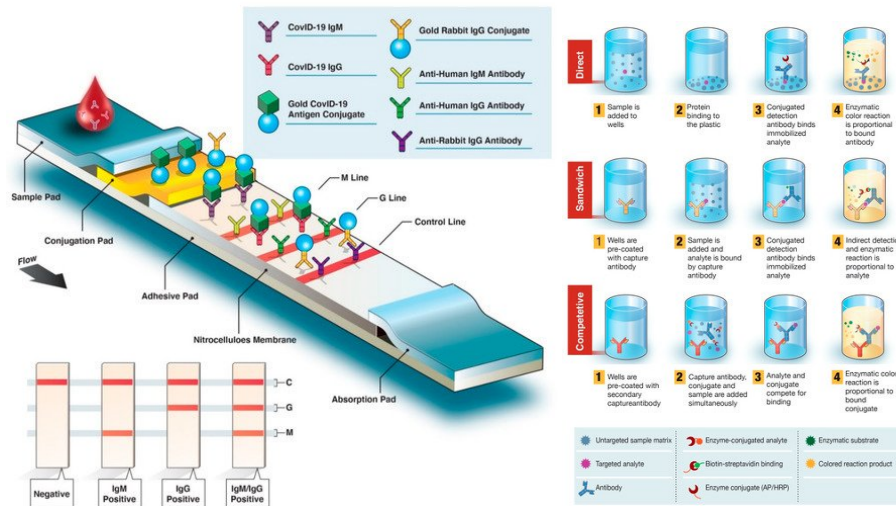 CovID-19 IgM
CovID-19 IgG
Gold CovID-19
Antigen Conjugate
Gold Rabbit IgG Conjugate
Anti-Human IgM Antibody
Anti-Human IgG Antibody
Anti-Rabbit IgG Antibody
Sample Pad
Conjugation Pad
Flow
Adhesive Pad
Nitrocelluloes Membrane
Absorption Pad
M Line
G Line
Control Line
C
G
M
Negative
IgM
Positive
IgG
Positive
IgM/IgG
Positive
Direct
1 Sample is
added to
wells
2 Protein
binding to
the plastic
3 Conjugated
detection
antibody binds
immobilized
analyte
4 Enzymatic
color reaction
is proportional
to bound
antibody
Sandwich
1 Wells are
pre-coated
with capture
antibody
2 Sample is
added and
analyte is bound
by capture
antibody
3 Conjugated
detection
antibody binds
immobilized
analyte
4 Indirect detectio
and enzymatic
reaction is
proportional to
analyte
Competetive
1 Wells are
pre-coated with
secondary
captureantibody
2 Capture antibody,
conjugate and
sample are added
simultaneously
3 Analyte and
conjugate
compete for
binding
4 Enzymatic color
reaction is
proportional to
bound
conjugate
Untargeted sample matrix
Targeted analyte
Antibody
Enzyme-conjugated analyte
Biotin-streptavidin binding
Enzyme conjugate (AP/HRP)
Enzymatic substrate
Colored reaction product